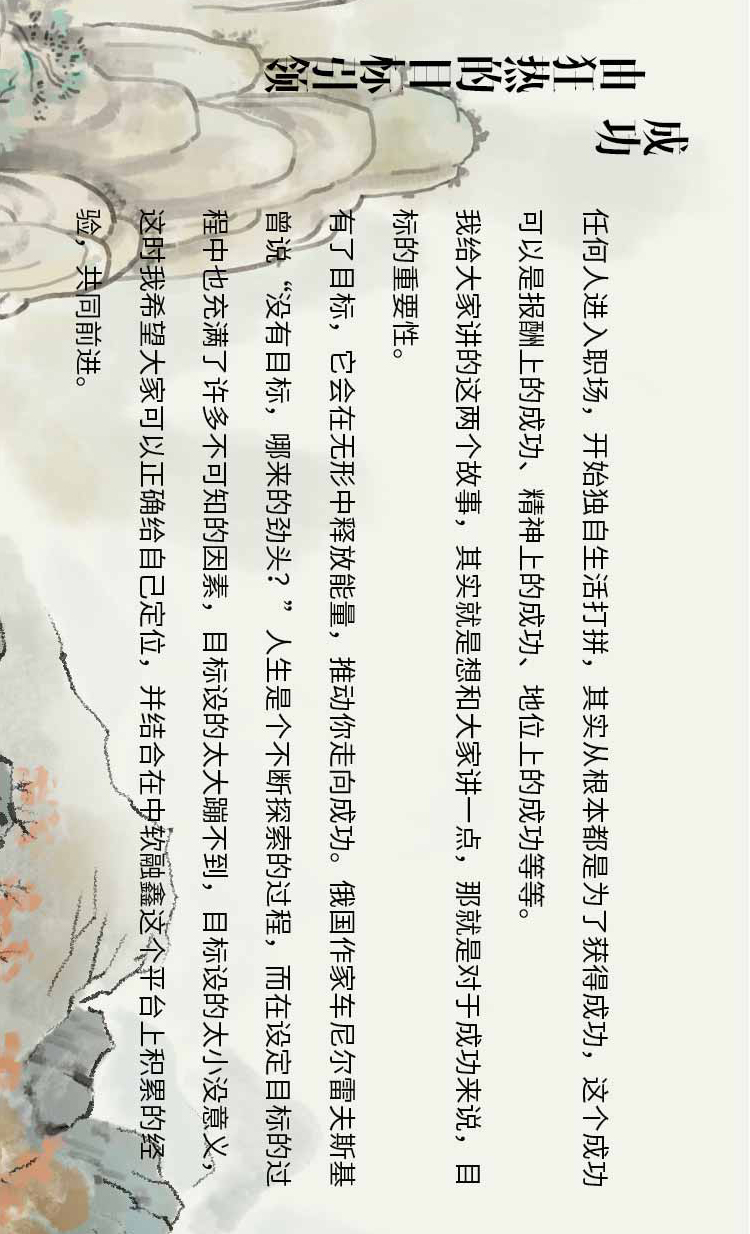 成功
由狂热的目标引领
任何人进入职场，开始独自生活打拼，其实从根本都是为了获得成功，这个成功
可以是报酬上的成功、精神上的成功、地位上的成功等等。
我给大家讲的这两个故事，其实就是想和大家讲一点，那就是对于成功来说，目
标的重要性。
有了目标，它会在无形中释放能量，推动你走向成功。俄国作家车尼尔雷夫斯基
曾说“没有目标，哪来的劲头？”人生是个不断探索的过程，而在设定目标的过
程中也充满了许多不可知的因素，目标设的太大蹦不到，目标设的太小没意义，
这时我希望大家可以正确给自己定位，并结合在中软融鑫这个平台上积累的经
验，共同前进。